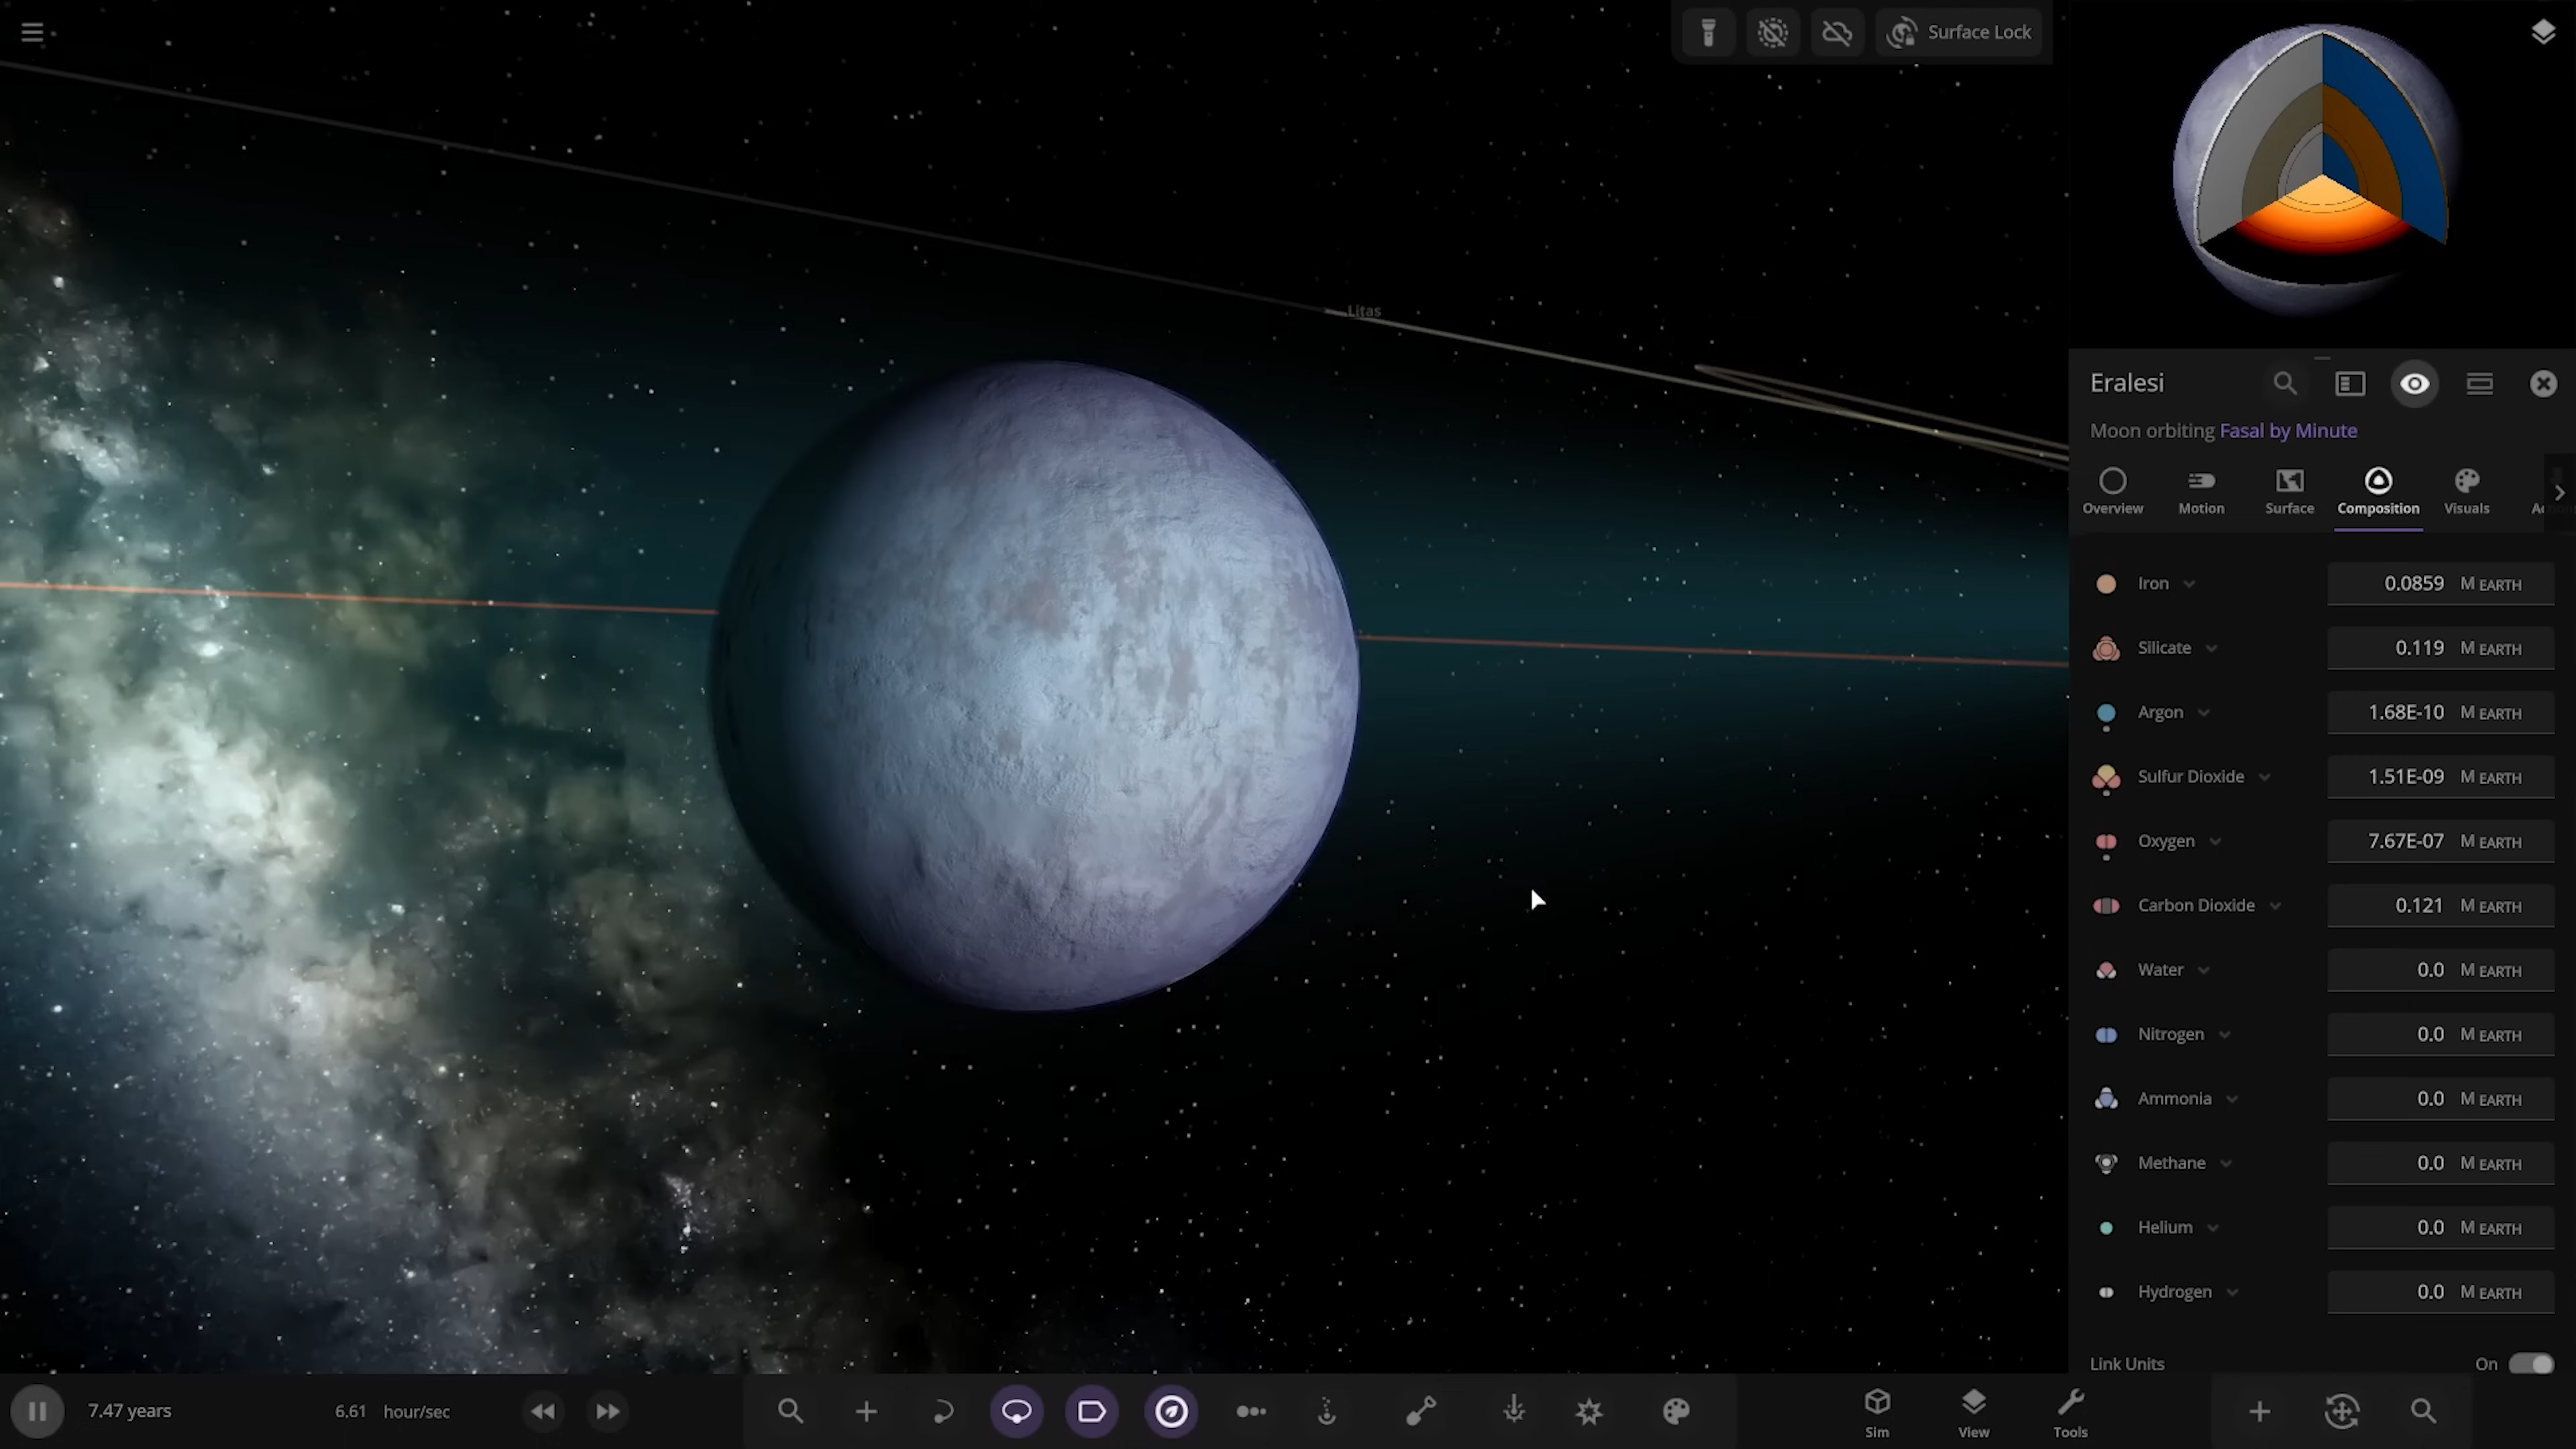 Surface Lock
Litas
Eralesi
Moon orbiting Fasal by Minute
Overview Motion Surface Composition Visuals
Iron 0.0859 M EARTH
Silicate 0.119 M EARTH
Argon 1.68E-10 M EARTH
Sulfur Dioxide 1.51E-09 M EARTH
Oxygen 7.67E-07 M EARTH
Carbon Dioxide 0.121 M EARTH
Water 0.0 M EARTH
Nitrogen 0.0 M EARTH
Ammonia 0.0 M EARTH
Methane 0.0 M EARTH
Helium 0.0 M EARTH
Hydrogen 0.0 M EARTH
Link Units On
7.47 years 6.61 hour/sec
Sim View Tools